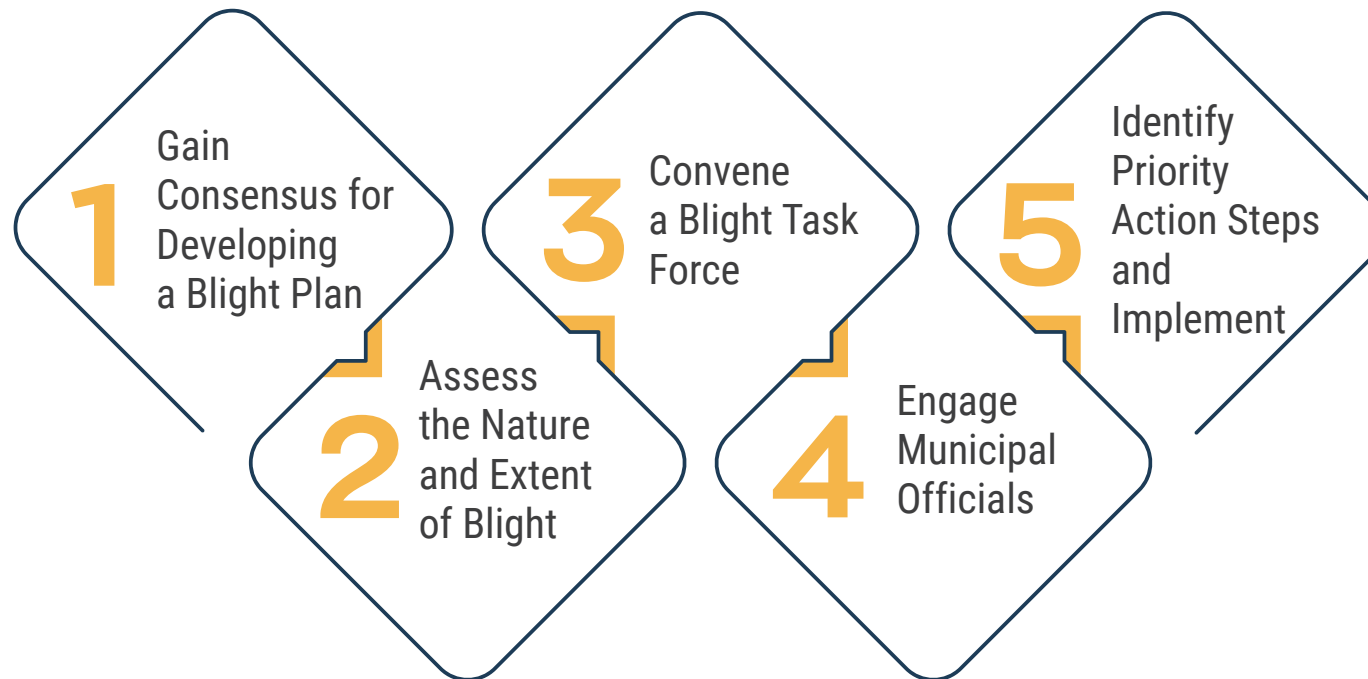 1
Gain
Consensus for
Developing
a Blight Plan
2
Assess
the Nature
and Extent
of Blight
3
Convene
a Blight Task
Force
4
Engage
Municipal
Officials
5
Identify
Priority
Action Steps
and
Implement